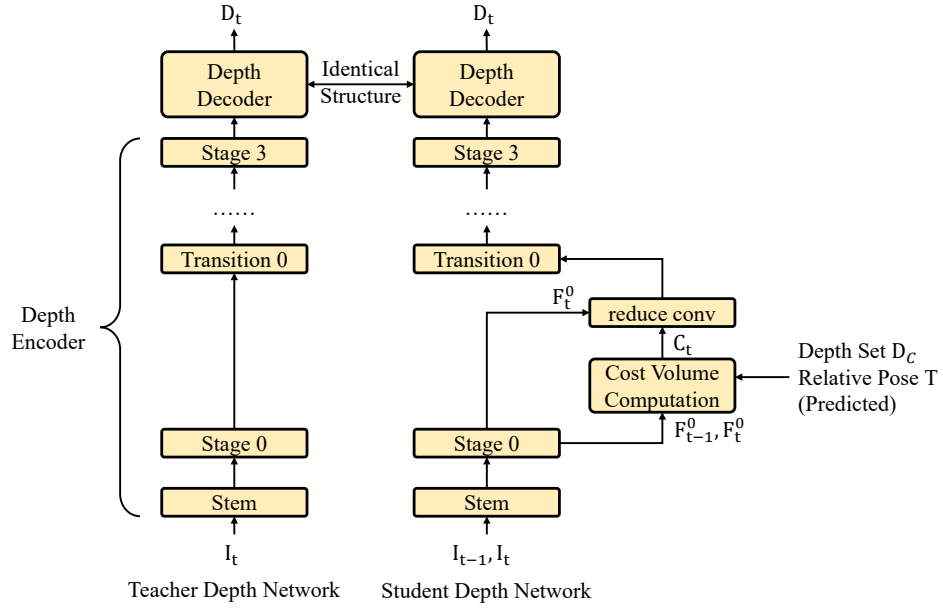 D_t
D_t
Depth
Decoder
Identical
Structure
Depth
Decoder
Stage 3
Stage 3
......
......
Transition 0
Transition 0
F_t^0
reduce conv
Depth
Encoder
C_t
Cost Volume
Computation
Depth Set D_C
Relative Pose T
(Predicted)
F_{t-1}^0, F_t^0
Stage 0
Stage 0
Stem
Stem
I_t
I_{t-1}, I_t
Teacher Depth Network
Student Depth Network